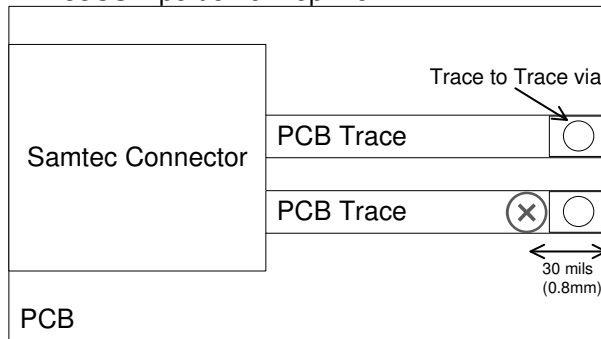 Trace to Trace via
PCB Trace
Samtec Connector
PCB Trace
30 mils
(0.8mm)
PCB